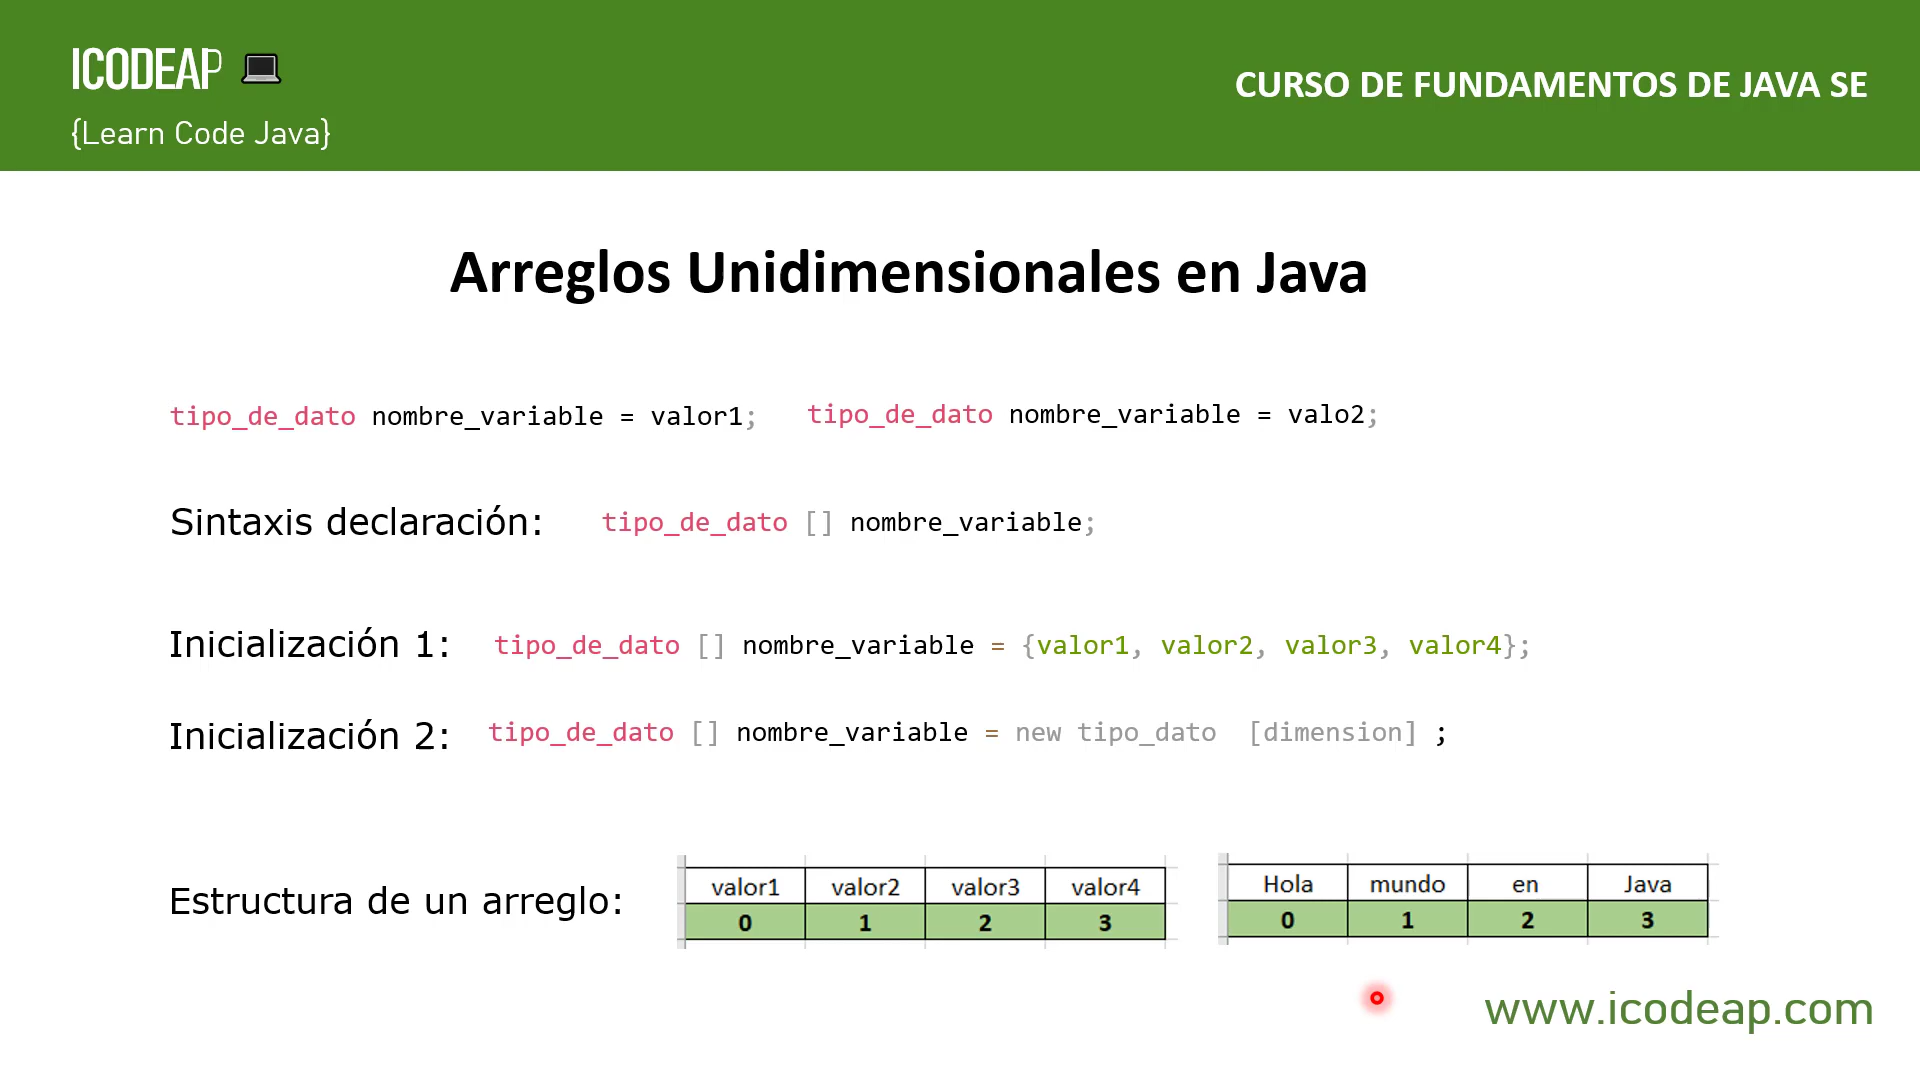 ICODEAP
{Learn Code Java}
CURSO DE FUNDAMENTOS DE JAVA SE
Arreglos Unidimensionales en Java
tipo_de_dato nombre_variable = valor1; tipo_de_dato nombre_variable = valo2;
Sintaxis declaración: tipo_de_dato [] nombre_variable;
Inicialización 1: tipo_de_dato [] nombre_variable = {valor1, valor2, valor3, valor4};
Inicialización 2: tipo_de_dato [] nombre_variable = new tipo_dato [dimension] ;
Estructura de un arreglo:
valor1 valor2 valor3 valor4
0 1 2 3
Hola mundo en Java
0 1 2 3
www.icodeap.com